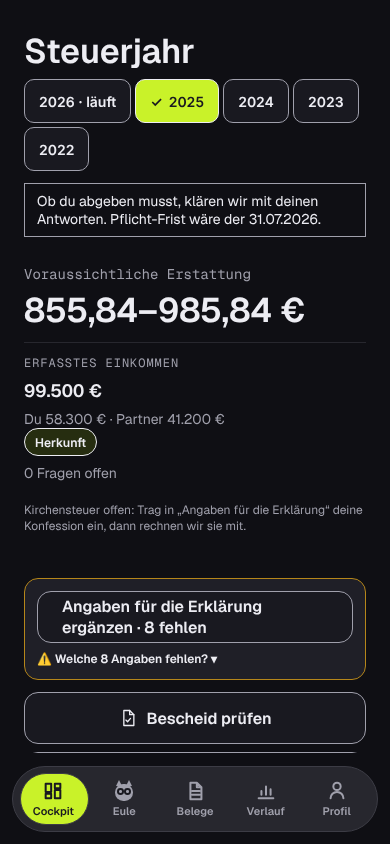 Steuerjahr
2026 · läuft
✓ 2025
2024
2023
2022
Ob du abgeben musst, klären wir mit deinen
Antworten. Pflicht-Frist wäre der 31.07.2026.
Voraussichtliche Erstattung
855,84–985,84 €
ERFASSTES EINKOMMEN
99.500 €
Du 58.300 € · Partner 41.200 €
Herkunft
0 Fragen offen
Kirchensteuer offen: Trag in „Angaben für die Erklärung“ deine
Konfession ein, dann rechnen wir sie mit.
Angaben für die Erklärung
ergänzen · 8 fehlen
⚠️ Welche 8 Angaben fehlen? ▾
Bescheid prüfen
Cockpit
Eule
Belege
Verlauf
Profil